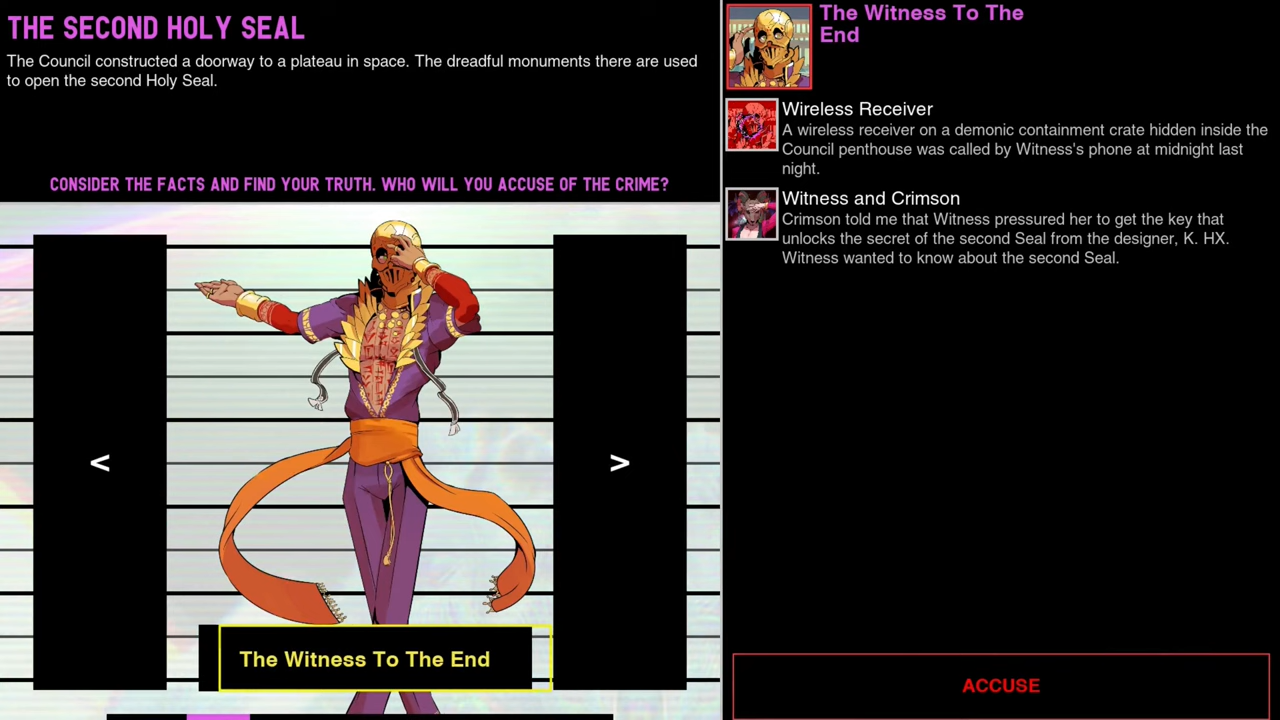 THE SECOND HOLY SEAL
The Council constructed a doorway to a plateau in space. The dreadful monuments there are used
to open the second Holy Seal.
CONSIDER THE FACTS AND FIND YOUR TRUTH. WHO WILL YOU ACCUSE OF THE CRIME?
<
>
The Witness To The End
The Witness To The
End
Wireless Receiver
A wireless receiver on a demonic containment crate hidden inside the
Council penthouse was called by Witness's phone at midnight last
night.
Witness and Crimson
Crimson told me that Witness pressured her to get the key that
unlocks the secret of the second Seal from the designer, K. HX.
Witness wanted to know about the second Seal.
ACCUSE